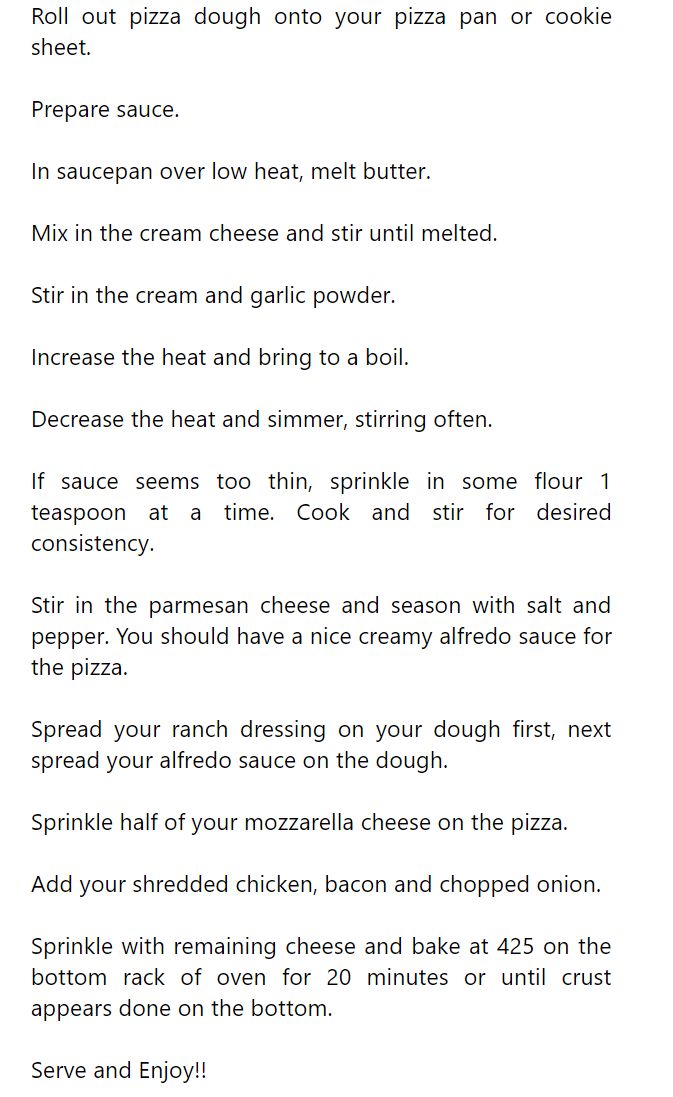 Roll out pizza dough onto your pizza pan or cookie
sheet.
Prepare sauce.
In saucepan over low heat, melt butter.
Mix in the cream cheese and stir until melted.
Stir in the cream and garlic powder.
Increase the heat and bring to a boil.
Decrease the heat and simmer, stirring often.
If sauce seems too thin, sprinkle in some flour 1
teaspoon at a time. Cook and stir for desired
consistency.
Stir in the parmesan cheese and season with salt and
pepper. You should have a nice creamy alfredo sauce for
the pizza.
Spread your ranch dressing on your dough first, next
spread your alfredo sauce on the dough.
Sprinkle half of your mozzarella cheese on the pizza.
Add your shredded chicken, bacon and chopped onion.
Sprinkle with remaining cheese and bake at 425 on the
bottom rack of oven for 20 minutes or until crust
appears done on the bottom.
Serve and Enjoy!!